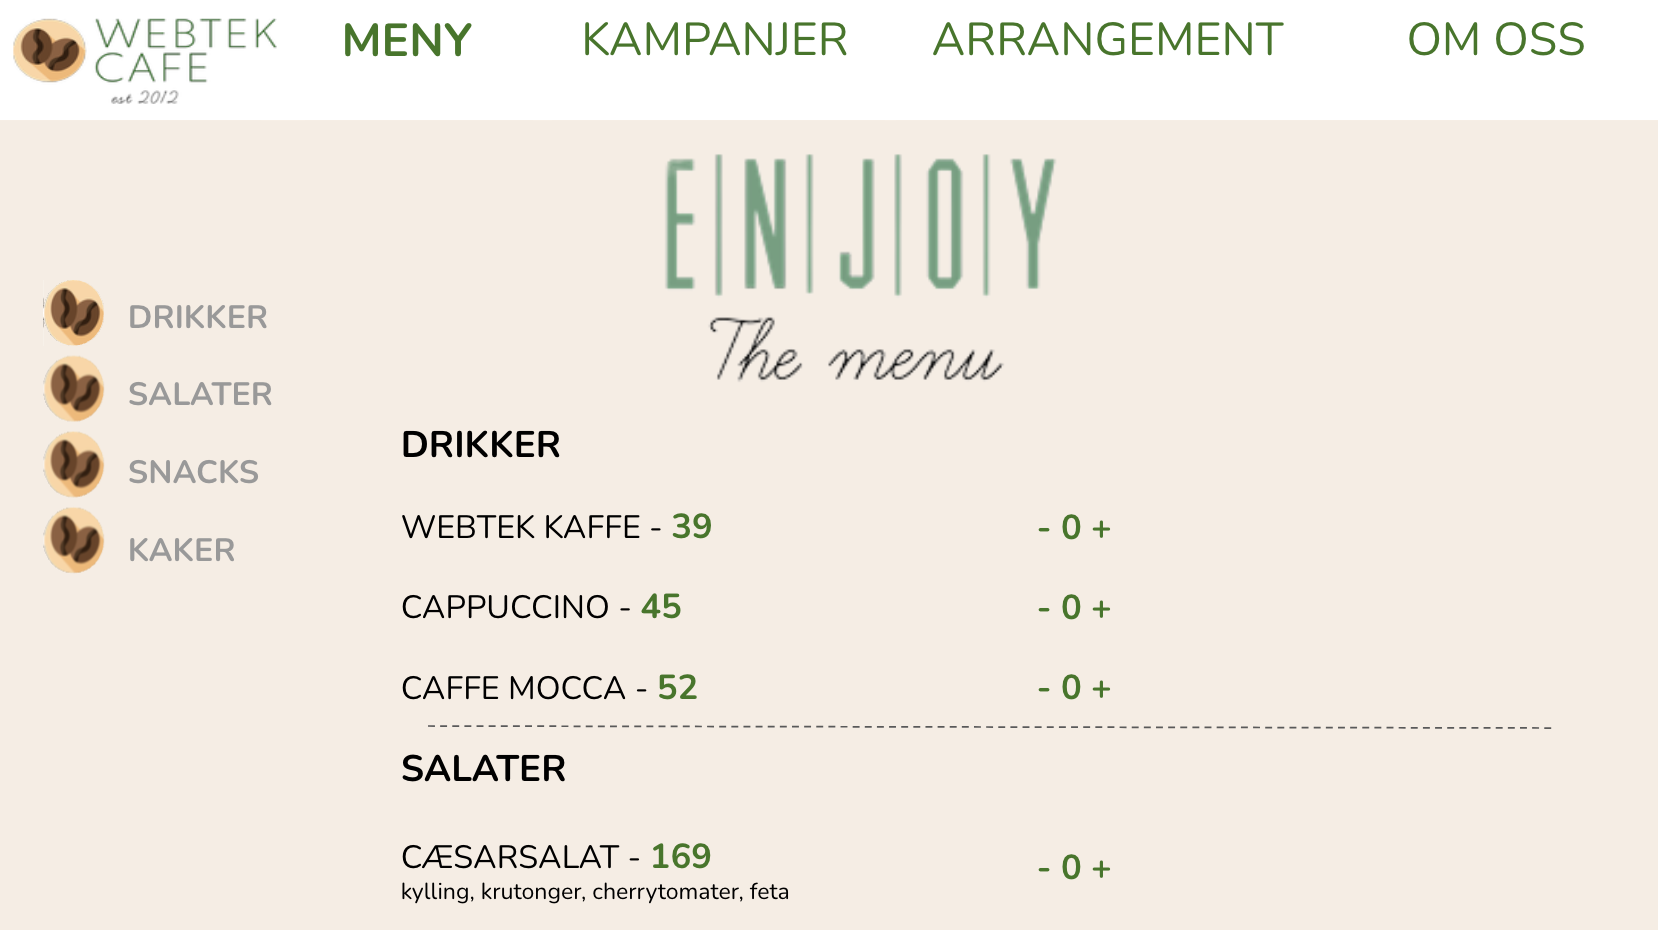 WEBTEK
CAFE
est 2012
MENY
KAMPANJER
ARRANGEMENT
OM OSS
E|N|J|O|Y
The menu
DRIKKER
SALATER
SNACKS
KAKER
DRIKKER
WEBTEK KAFFE - 39 - 0 +
CAPPUCCINO - 45 - 0 +
CAFFE MOCCA - 52 - 0 +
SALATER
CÆSARSALAT - 169 - 0 +
kylling, krutonger, cherrytomater, feta